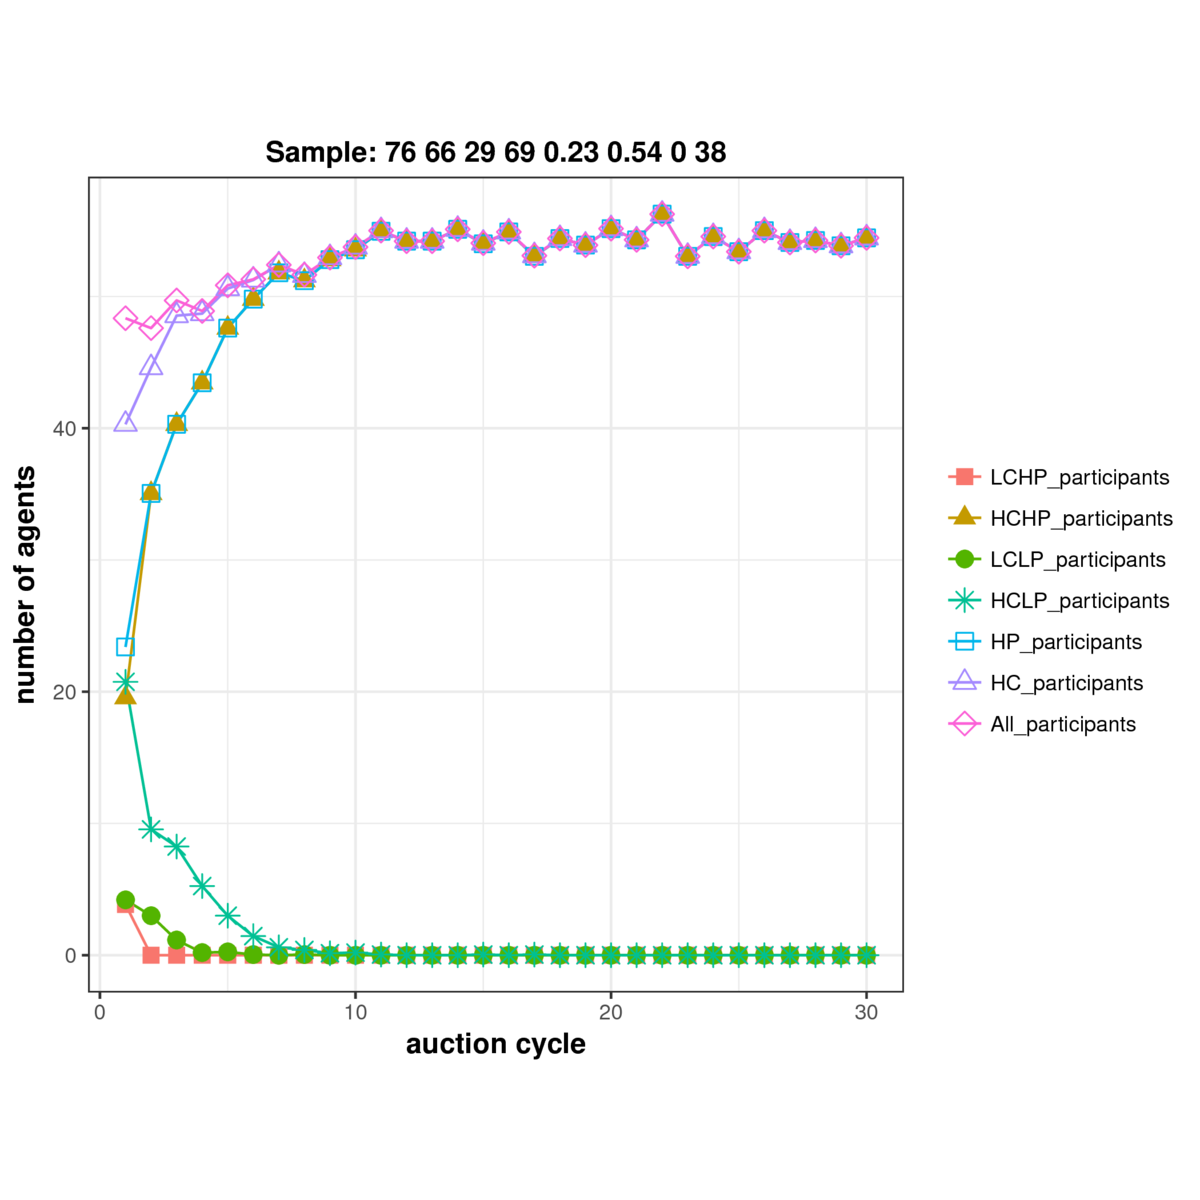 Sample: 76 66 29 69 0.23 0.54 0 38
number of agents
40
20
0
0 10 20 30
auction cycle
LCHP_participants
HCHP_participants
LCLP_participants
HCLP_participants
HP_participants
HC_participants
All_participants